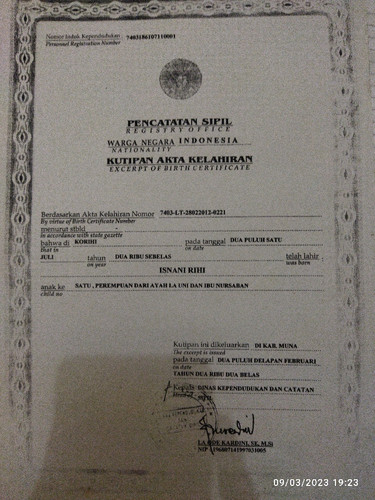 Nomor Induk Kependudukan 7403186107110001
Personal Registration Number
PENCATATAN SIPIL
REGISTRY OFFICE
WARGA NEGARA INDONESIA
NATIONALITY
KUTIPAN AKTA KELAHIRAN
EXCERPT OF BIRTH CERTIFICATE
Berdasarkan Akta Kelahiran Nomor 7403-LT-28022012-0221
By virtue of Birth Certificate Number
menurut stbld -
in accordance with state gazette
bahwa di KORIHI pada tanggal DUA PULUH SATU
that in on date
JULI tahun DUA RIBU SEBELAS telah lahir
on year was born
ISNANI RIHI
anak ke SATU, PEREMPUAN DARI AYAH LA UNI DAN IBU NURSABAN
child no
Kutipan ini dikeluarkan DI KAB. MUNA
The excerpt is issued
pada tanggal DUA PULUH DELAPAN FEBRUARI
on date
TAHUN DUA RIBU DUA BELAS
Kepala DINAS KEPENDUDUKAN DAN CATATAN
KARDINI, SE, M.Si
NIP 196807141997031005
09/03/2023 19:23